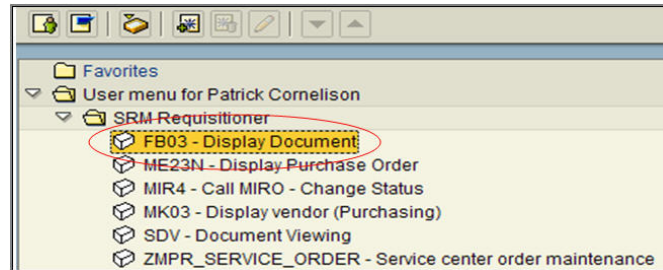 Favorites
User menu for Patrick Cornelison
SRM Requisitioner
FB03 - Display Document
ME23N - Display Purchase Order
MIR4 - Call MIRO - Change Status
MK03 - Display vendor (Purchasing)
SDV - Document Viewing
ZMPR_SERVICE_ORDER - Service center order maintenance